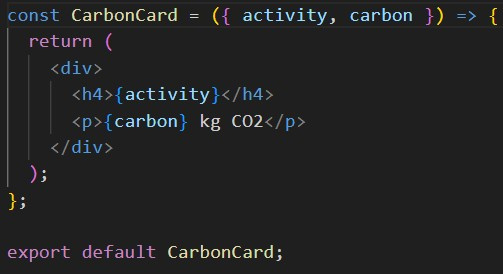 const CarbonCard = ({ activity, carbon }) => {
  return (
    <div>
      <h4>{activity}</h4>
      <p>{carbon} kg CO2</p>
    </div>
  );
};

export default CarbonCard;